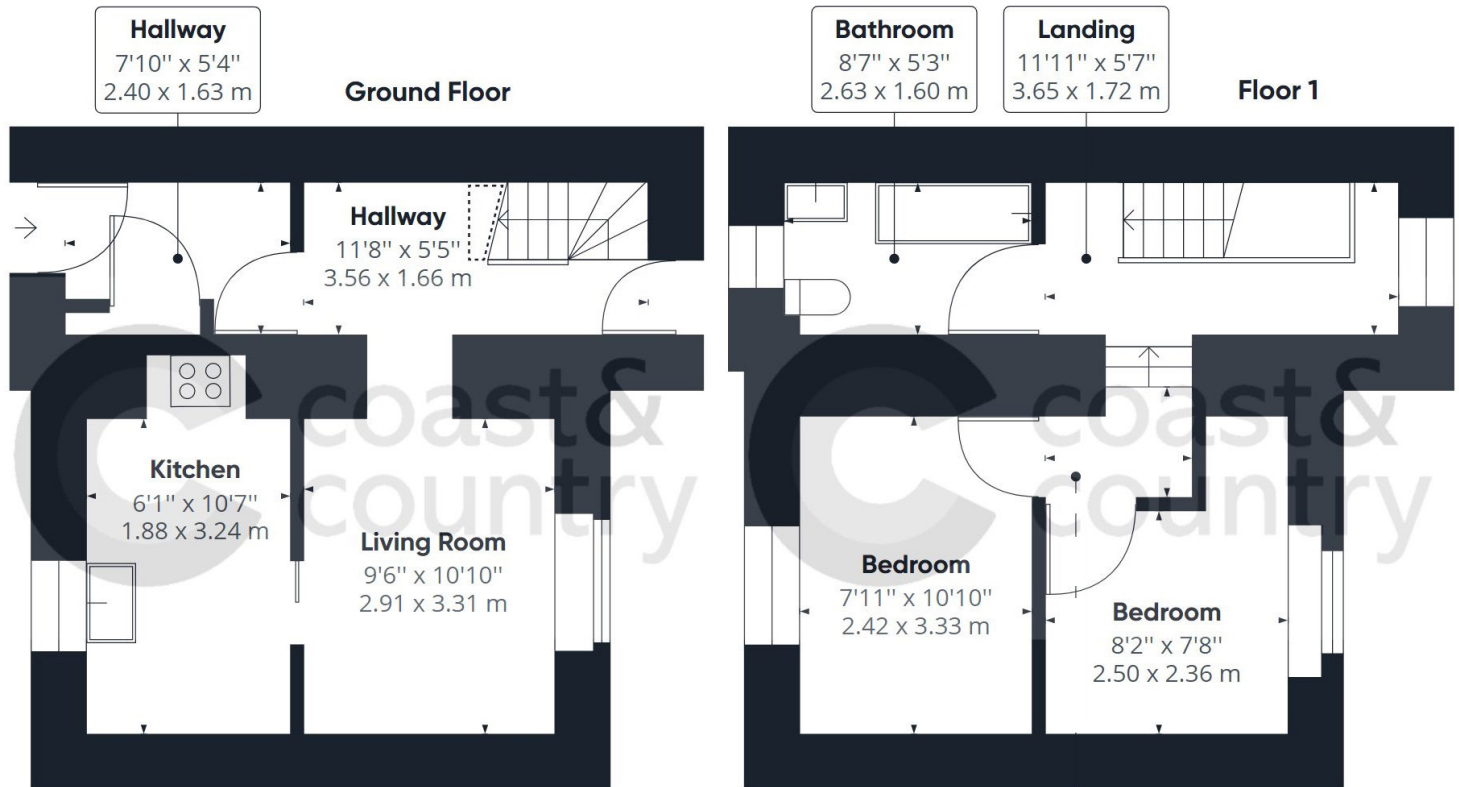 Hallway
7'10" x 5'4"
2.40 x 1.63 m
Ground Floor
Hallway
11'8" x 5'5"
3.56 x 1.66 m
Kitchen
6'1" x 10'7"
1.88 x 3.24 m
Living Room
9'6" x 10'10"
2.91 x 3.31 m
coast&
country
Bathroom
8'7" x 5'3"
2.63 x 1.60 m
Landing
11'11" x 5'7"
3.65 x 1.72 m
Floor 1
Bedroom
7'11" x 10'10"
2.42 x 3.33 m
Bedroom
8'2" x 7'8"
2.50 x 2.36 m
coast&
country